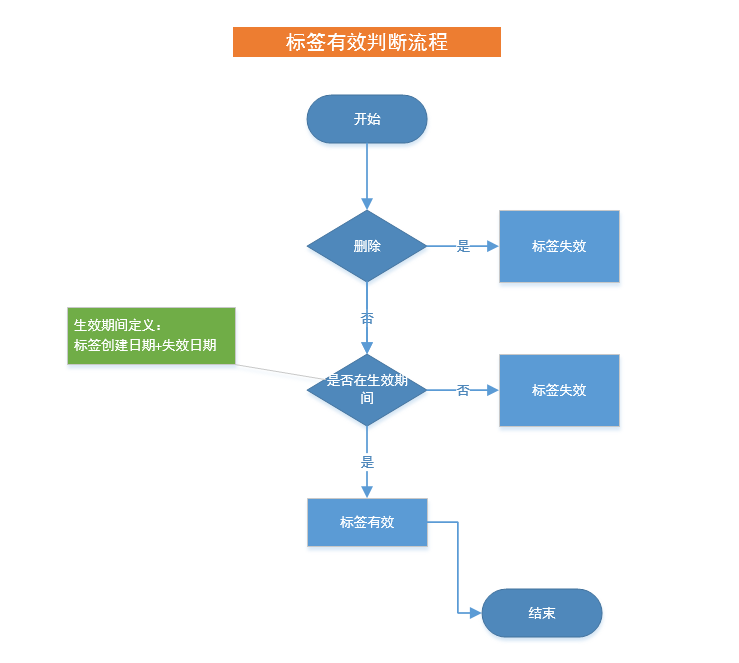 标签有效判断流程
开始
删除
是
标签失效
否
生效期间定义：
标签创建日期+失效日期
是否在生效期
间
否
标签失效
是
标签有效
结束